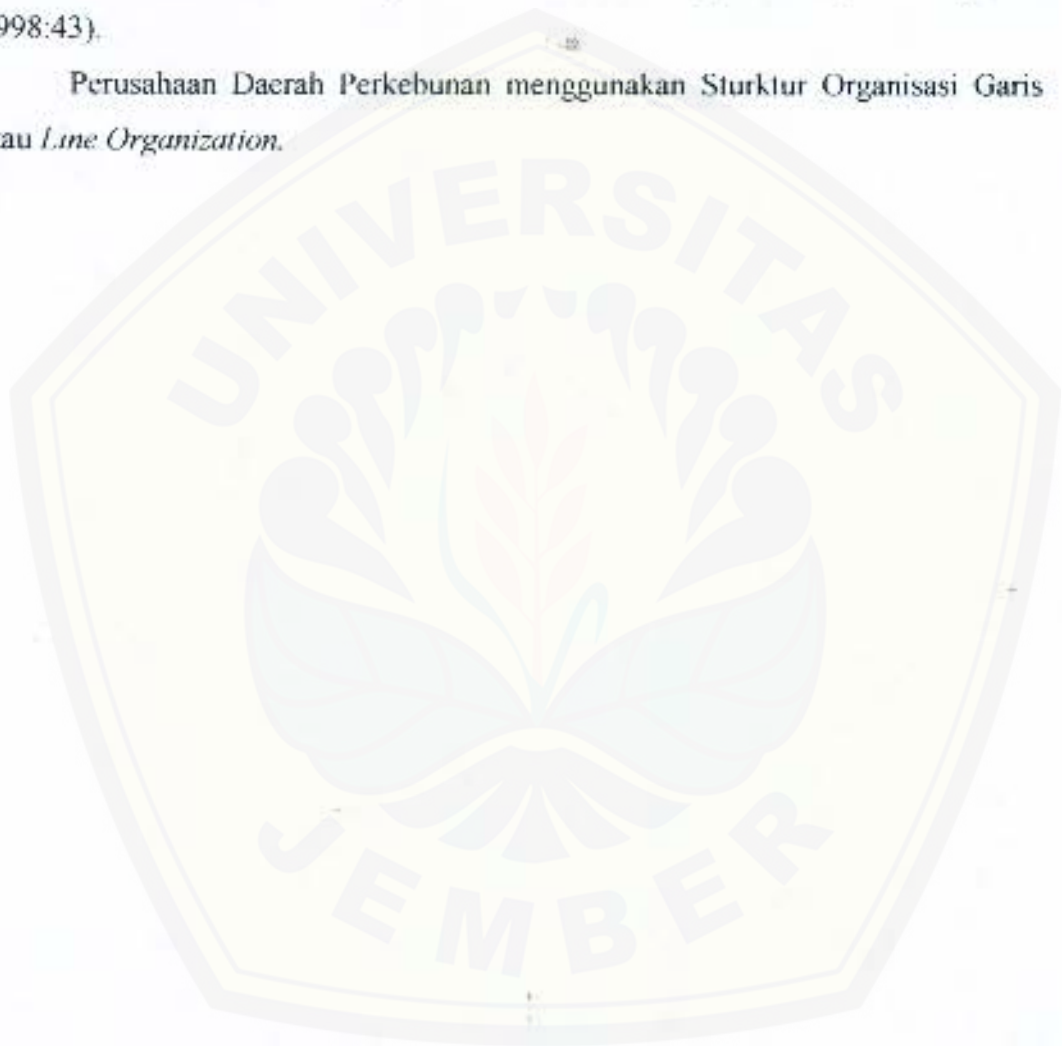 998:43).
Perusahaan Daerah Perkebunan menggunakan Sturktur Organisasi Garis
au Line Organization.
UNIVERSITAS
JEMBER